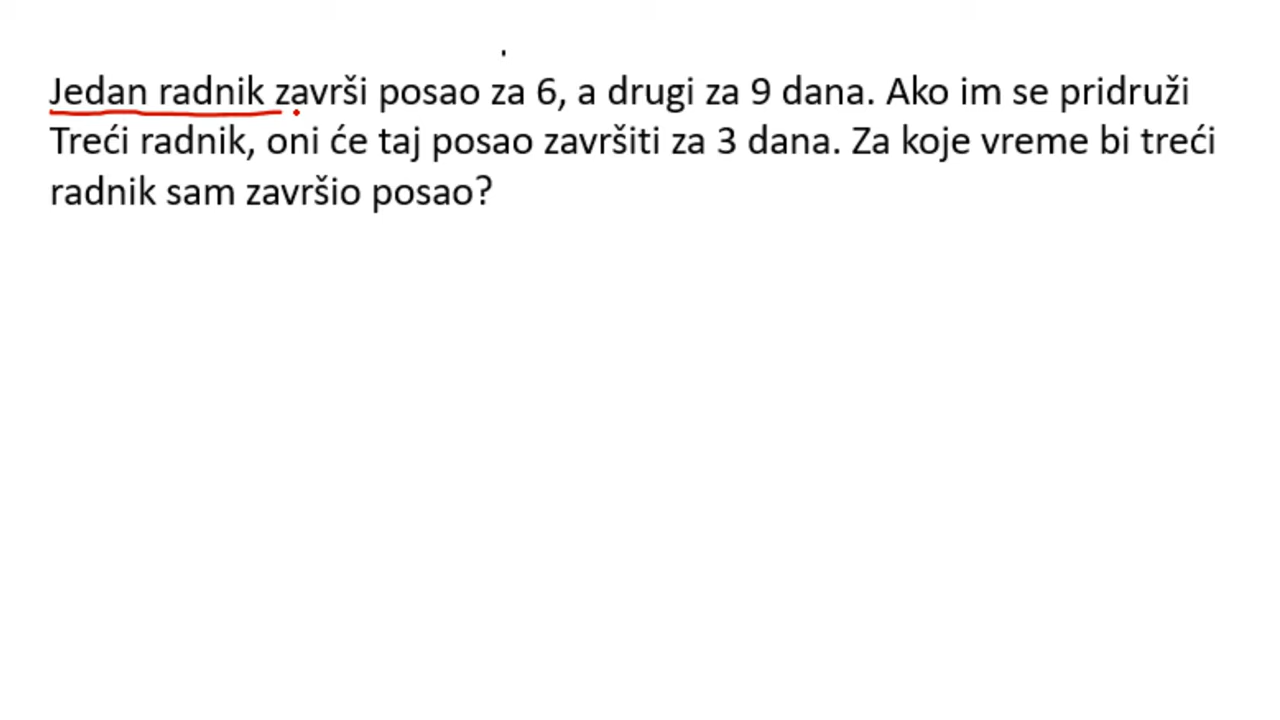 Jedan radnik završi posao za 6, a drugi za 9 dana. Ako im se pridruži
Treći radnik, oni će taj posao završiti za 3 dana. Za koje vreme bi treći
radnik sam završio posao?